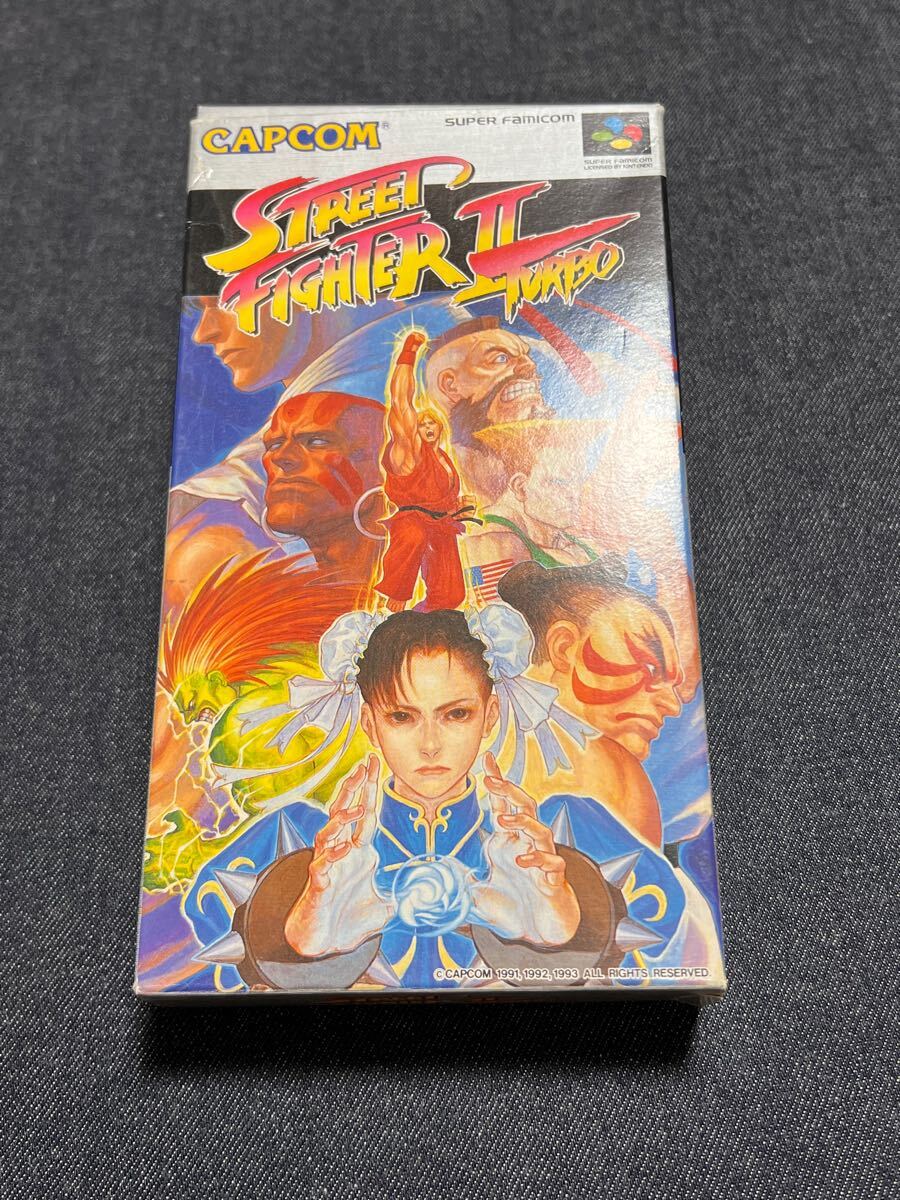 CAPCOM®
SUPER FAMICOM
SUPER FAMICOM
LICENSED BY NINTENDO
STREET
FIGHTER II
TURBO
© CAPCOM 1991, 1992, 1993 ALL RIGHTS RESERVED.